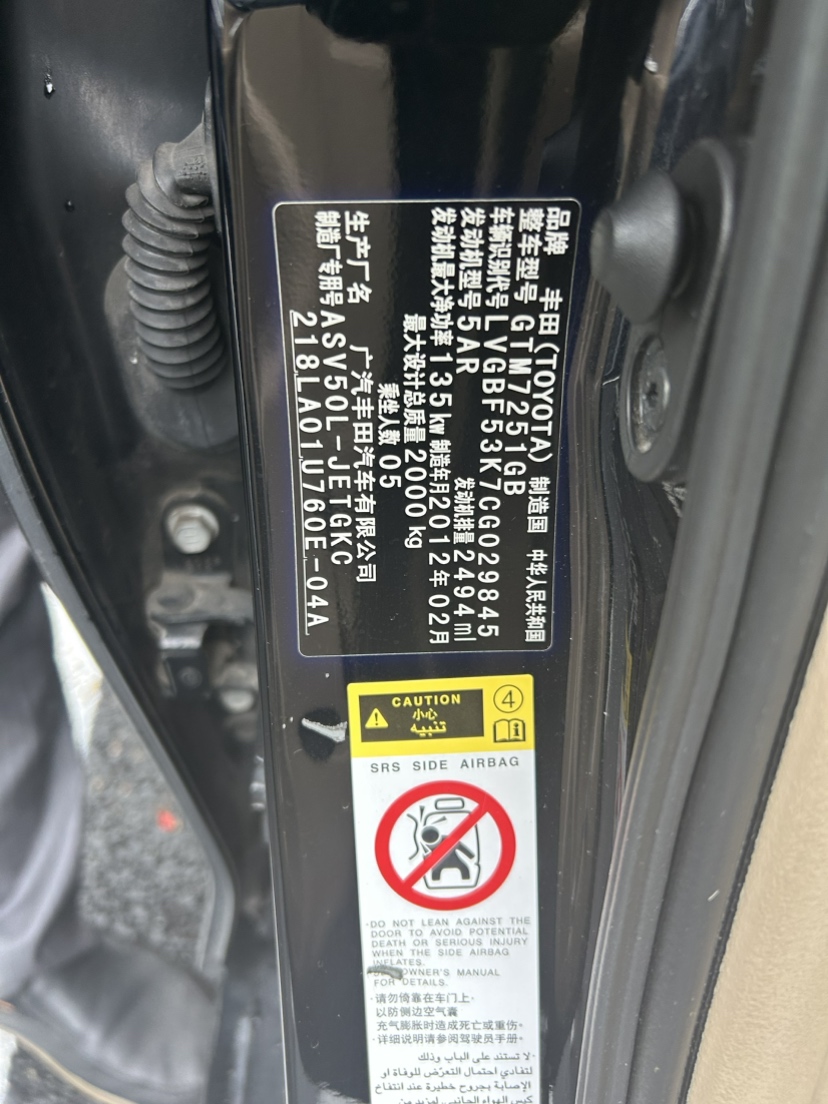 品牌 丰田(TOYOTA) 制造国 中华人民共和国
整车型号 GTM7251GB
车辆识别代号 LVGBF53K7CG029845
发动机型号 5AR 发动机排量 2494ml
发动机最大净功率 135kw 制造年月 2012年02月
最大设计总质量 2000kg
乘坐人数 05
生产厂名 广汽丰田汽车有限公司
制造厂专用号 ASV50L-JETGKC
218LA01U760E-04A
CAUTION
小心
تنبيه
4
SRS SIDE AIRBAG
·DO NOT LEAN AGAINST THE
DOOR TO AVOID POTENTIAL
DEATH OR SERIOUS INJURY
WHEN THE SIDE AIRBAG
INFLATES.
OWNER'S MANUAL
FOR DETAILS.
·请勿倚靠在车门上·
以防侧边空气囊
充气膨胀时造成死亡或重伤。
·详细说明请参阅驾驶员手册。
·لا تستند على الباب وذلك
لتفادي احتمال التعرّض للوفاة او
الإصابة بجروح خطيرة عند انتفاخ
كيس الهواء الجانبي. لمزيد من